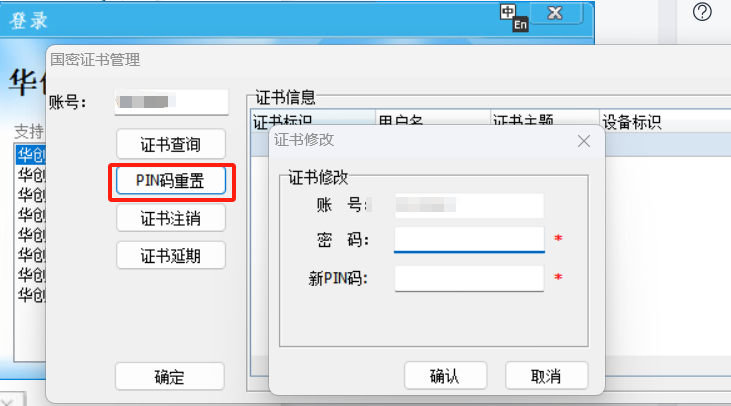 登录
中
En
国密证书管理
华
支持
账号：
证书信息
证书标识 用户名 证书主题 设备标识
证书查询
PIN码重置
证书注销
证书延期
确定
证书修改
证书修改
账 号:
密 码： *
新PIN码: *
确认
取消
华创
华创
华创
华创
华创
华创
华创
华创